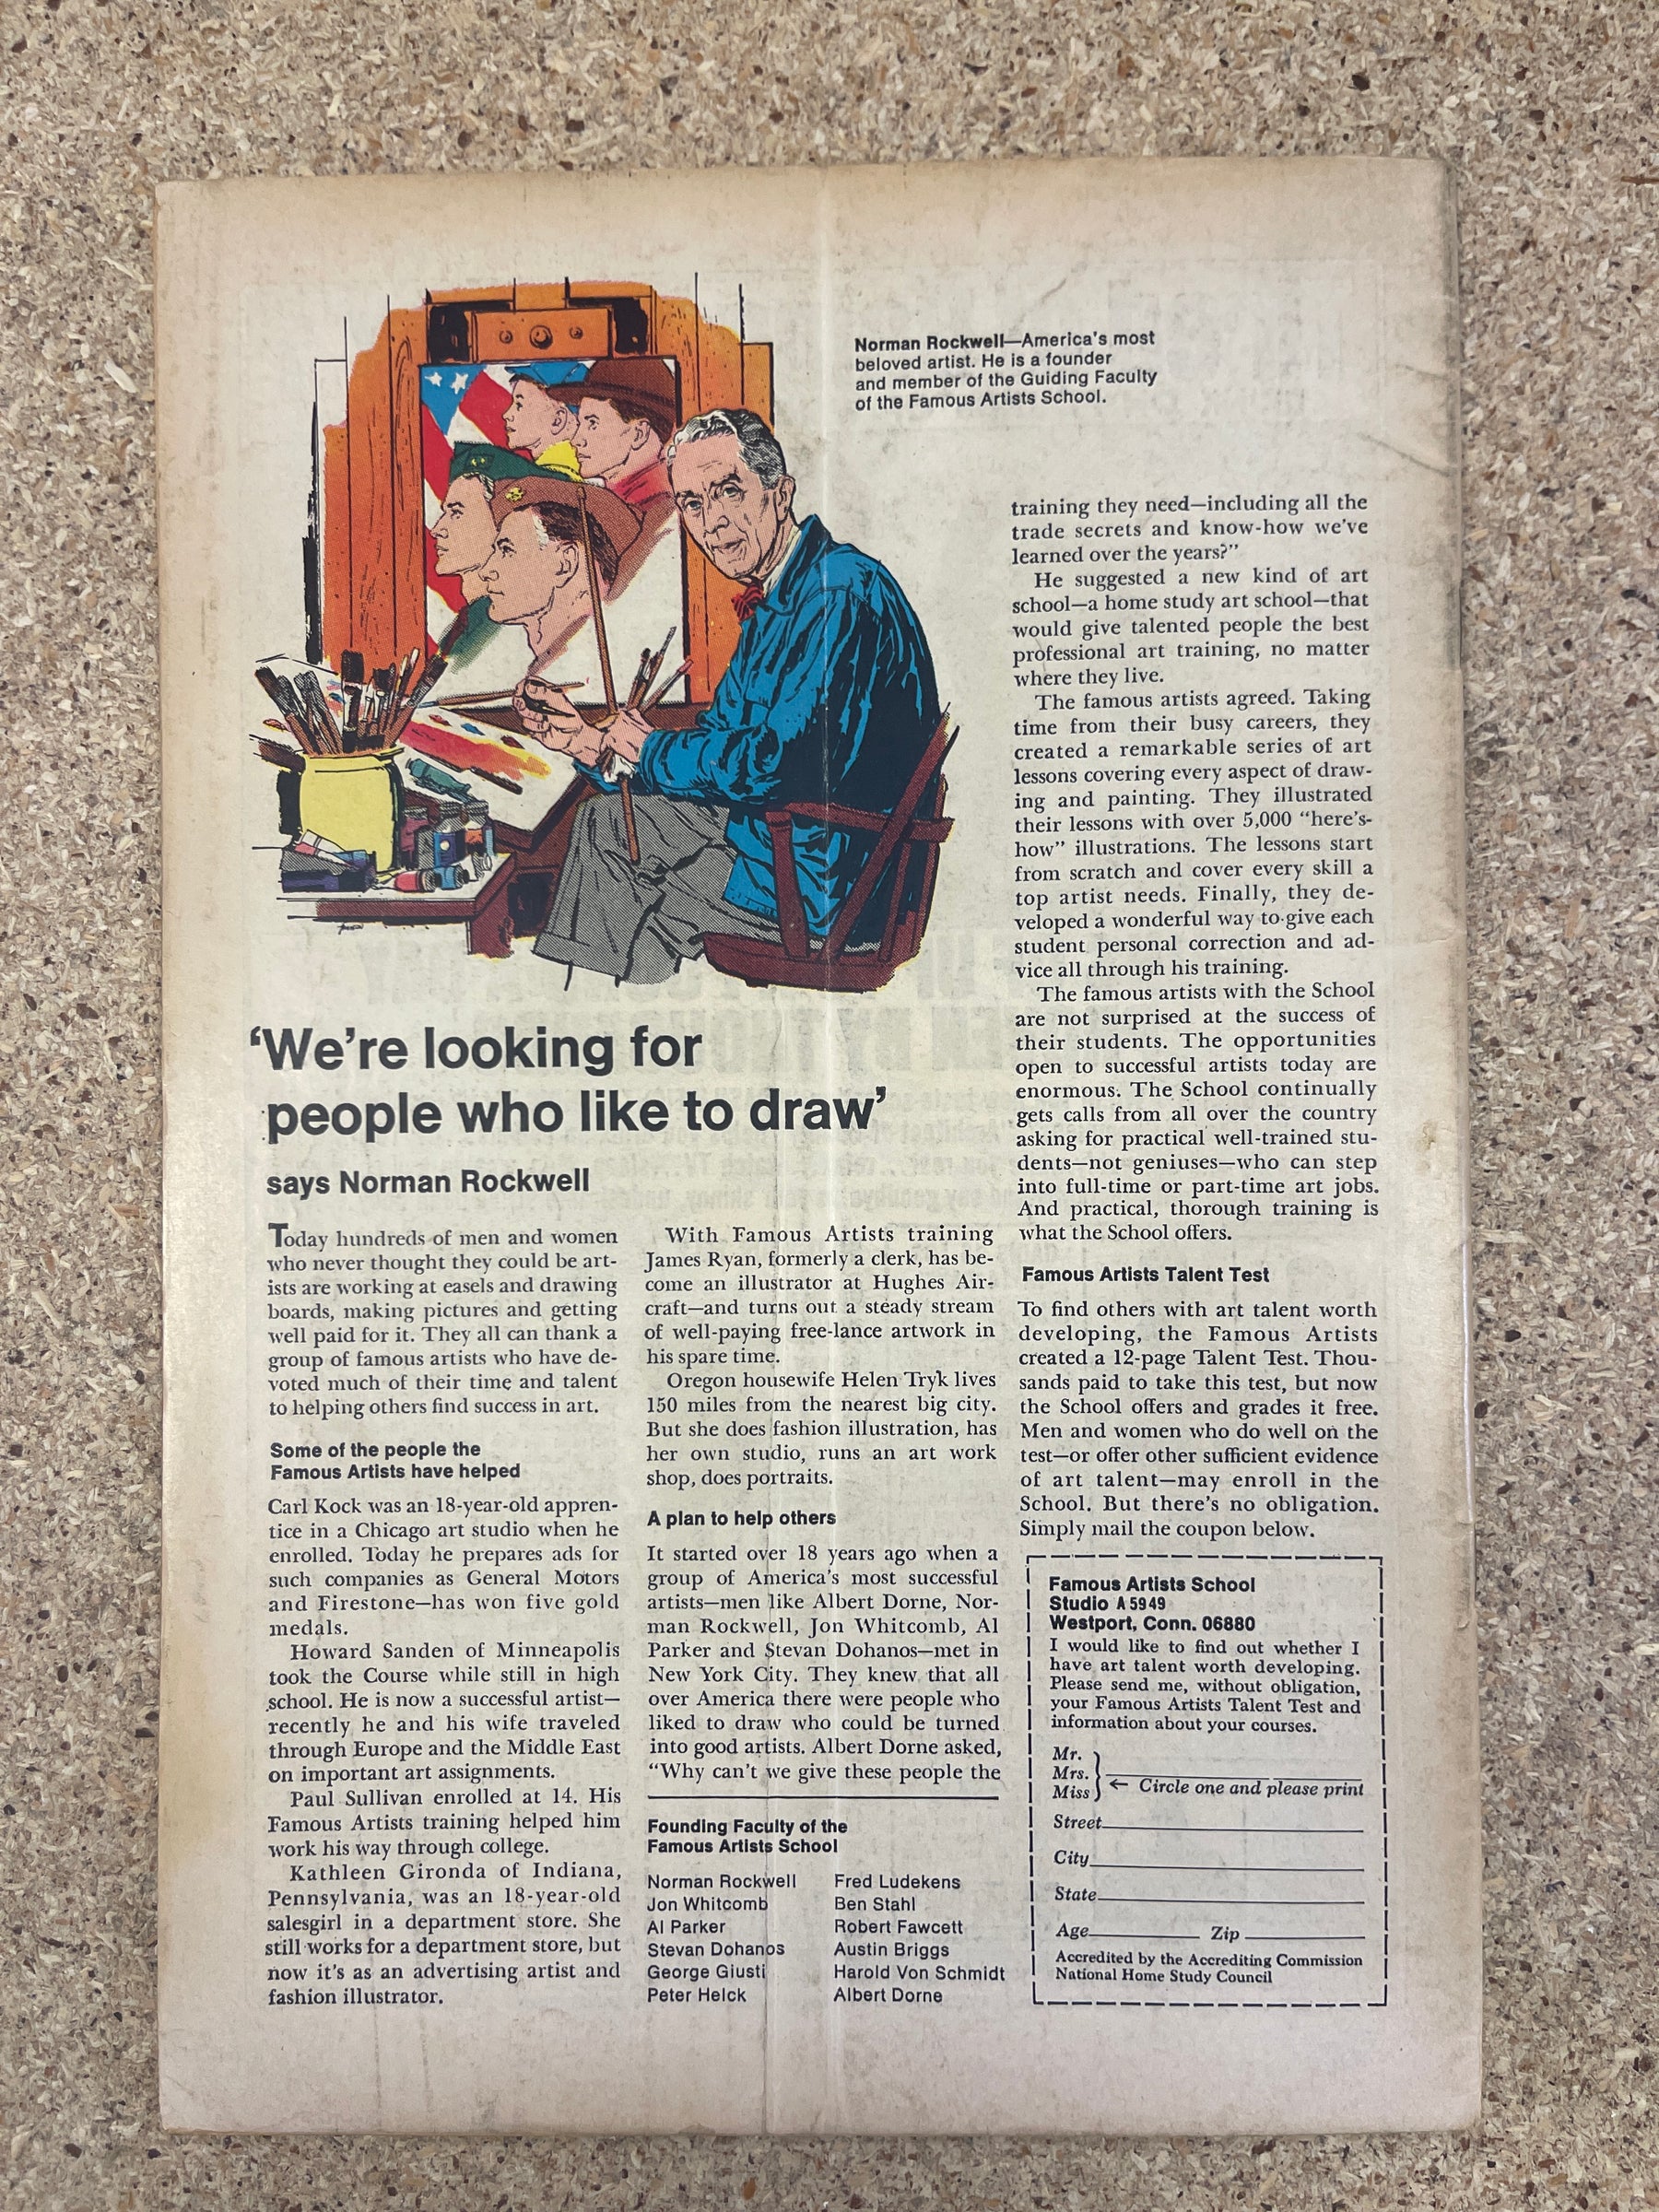 Norman Rockwell—America's most
beloved artist. He is a founder
and member of the Guiding Faculty
of the Famous Artists School.
‘We're looking for
people who like to draw’
says Norman Rockwell
Today hundreds of men and women
who never thought they could be art-
ists are working at easels and drawing
boards, making pictures and getting
well paid for it. They all can thank a
group of famous artists who have de-
voted much of their time and talent
to helping others find success in art.
Some of the people the
Famous Artists have helped
Carl Kock was an 18-year-old appren-
tice in a Chicago art studio when he
enrolled. Today he prepares ads for
such companies as General Motors
and Firestone—has won five gold
medals.
Howard Sanden of Minneapolis
took the Course while still in high
school. He is now a successful artist—
recently he and his wife traveled
through Europe and the Middle East
on important art assignments.
Paul Sullivan enrolled at 14. His
Famous Artists training helped him
work his way through college.
Kathleen Gironda of Indiana,
Pennsylvania, was an 18-year-old
salesgirl in a department store. She
still works for a department store, but
now it's as an advertising artist and
fashion illustrator.
With Famous Artists training
James Ryan, formerly a clerk, has be-
come an illustrator at Hughes Air-
craft—and turns out a steady stream
of well-paying free-lance artwork in
his spare time.
Oregon housewife Helen Tryk lives
150 miles from the nearest big city.
But she does fashion illustration, has
her own studio, runs an art work
shop, does portraits.
A plan to help others
It started over 18 years ago when a
group of America's most successful
artists—men like Albert Dorne, Nor-
man Rockwell, Jon Whitcomb, Al
Parker and Stevan Dohanos—met in
New York City. They knew that all
over America there were people who
liked to draw who could be turned
into good artists. Albert Dorne asked,
“Why can't we give these people the
training they need—including all the
trade secrets and know-how we've
learned over the years?”
He suggested a new kind of art
school—a home study art school—that
would give talented people the best
professional art training, no matter
where they live.
The famous artists agreed. Taking
time from their busy careers, they
created a remarkable series of art
lessons covering every aspect of draw-
ing and painting. They illustrated
their lessons with over 5,000 “here's-
how” illustrations. The lessons start
from scratch and cover every skill a
top artist needs. Finally, they de-
veloped a wonderful way to give each
student personal correction and ad-
vice all through his training.
The famous artists with the School
are not surprised at the success of
their students. The opportunities
open to successful artists today are
enormous. The School continually
gets calls from all over the country
asking for practical well-trained stu-
dents—not geniuses—who can step
into full-time or part-time art jobs.
And practical, thorough training is
what the School offers.
Famous Artists Talent Test
To find others with art talent worth
developing, the Famous Artists
created a 12-page Talent Test. Thou-
sands paid to take this test, but now
the School offers and grades it free.
Men and women who do well on the
test—or offer other sufficient evidence
of art talent—may enroll in the
School. But there's no obligation.
Simply mail the coupon below.
Founding Faculty of the
Famous Artists School
Norman Rockwell
Jon Whitcomb
Al Parker
Stevan Dohanos
George Giusti
Peter Helck
Fred Ludekens
Ben Stahl
Robert Fawcett
Austin Briggs
Harold Von Schmidt
Albert Dorne
Famous Artists School
Studio A5949
Westport, Conn. 06880
I would like to find out whether I
have art talent worth developing.
Please send me, without obligation,
your Famous Artists Talent Test and
information about your courses.
Mr.
Mrs.
Miss ← Circle one and please print
Street
City
State
Age Zip
Accredited by the Accrediting Commission
National Home Study Council